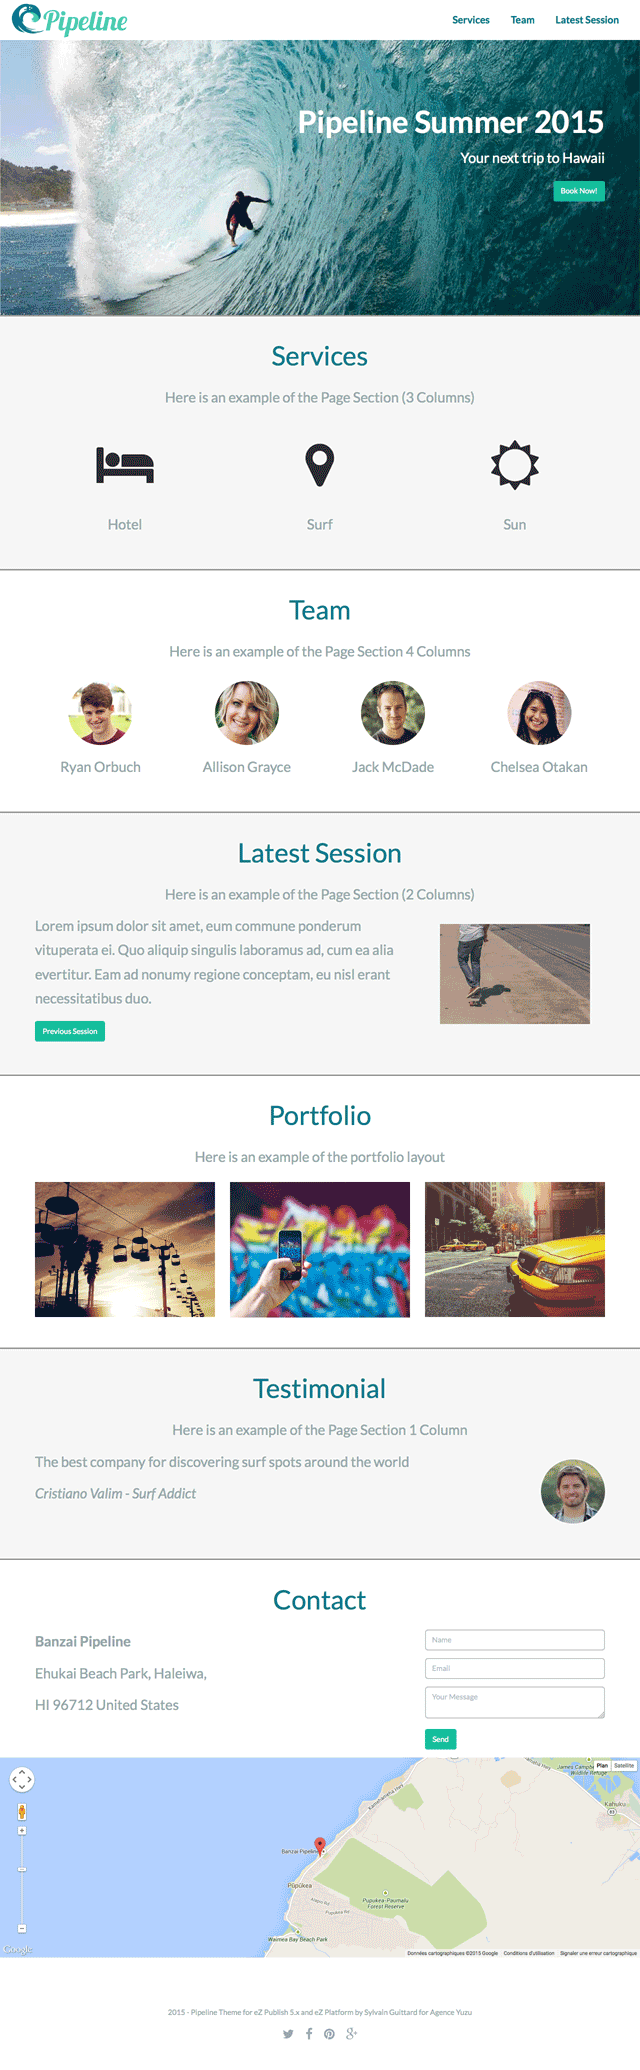 Pipeline
Services Team Latest Session
Pipeline Summer 2015
Your next trip to Hawaii
Book Now!
Services
Here is an example of the Page Section (3 Columns)
Hotel Surf Sun
Team
Here is an example of the Page Section 4 Columns
Ryan Orbuch Allison Grayce Jack McDade Chelsea Otakan
Latest Session
Here is an example of the Page Section (2 Columns)
Lorem ipsum dolor sit amet, eum commune ponderum
vituperata ei. Quo aliquip singulis laboramus ad, cum ea alia
evertitur. Eam ad nonumy regione conceptam, eu nisl erant
necessitatibus duo.
Previous Session
Portfolio
Here is an example of the portfolio layout
Testimonial
Here is an example of the Page Section 1 Column
The best company for discovering surf spots around the world
Cristiano Valim - Surf Addict
Contact
Banzai Pipeline
Ehukai Beach Park, Haleiwa,
HI 96712 United States
Name
Email
Your Message
Send
Plan Satellite
Kamehameha Hwy
Kamehameha Hwy
James Campbell
Wildlife Refuge
Kahuku
83
Banzai Pipeline
Pūpūkea
Pupukea Rd
Pupukea-Paumalu
Forest Reserve
Waimea Bay Beach Park
Google
Données cartographiques ©2015 Google Conditions d'utilisation Signaler une erreur cartographique
2015 - Pipeline Theme for eZ Publish 5.x and eZ Platform by Sylvain Guittard for Agence Yuzu